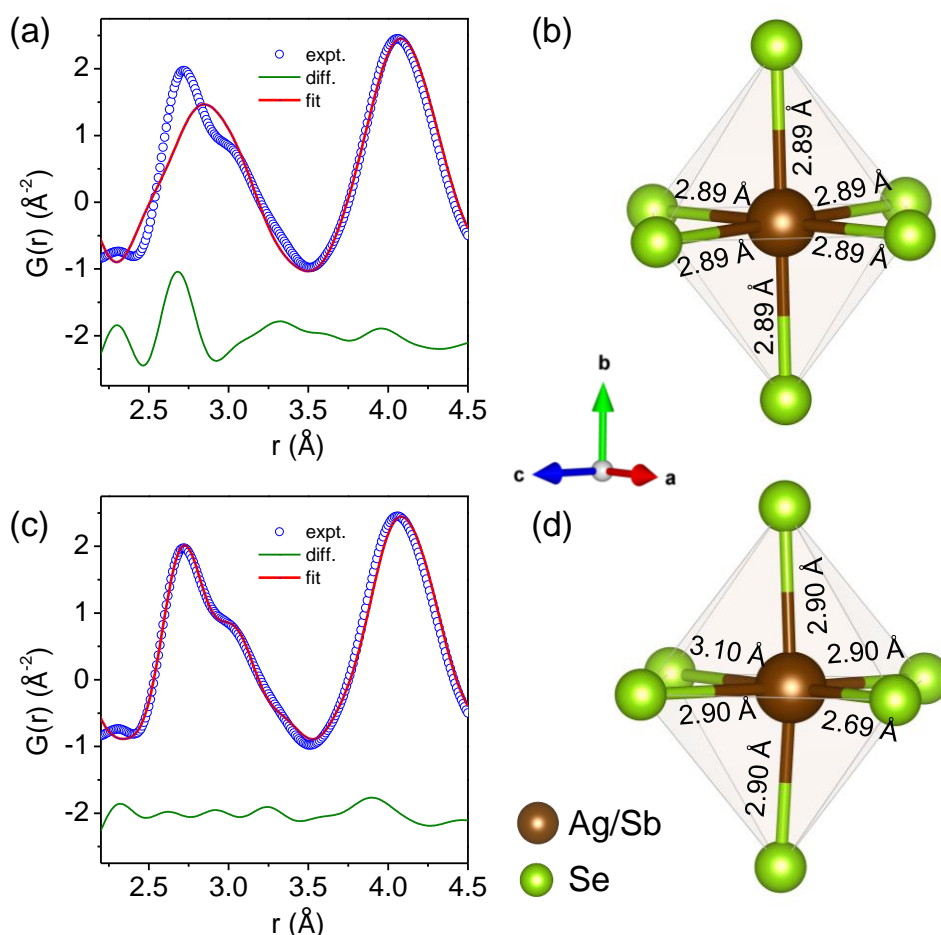 (a)
expt.
diff.
fit
2
1
0
-1
-2
G(r) (Å⁻²)
2.5 3.0 3.5 4.0 4.5
r (Å)
(b)
2.89 Å
2.89 Å 2.89 Å
2.89 Å 2.89 Å
2.89 Å
b
c a
(c)
expt.
diff.
fit
2
1
0
-1
-2
G(r) (Å⁻²)
2.5 3.0 3.5 4.0 4.5
r (Å)
(d)
2.90 Å
3.10 Å 2.90 Å
2.90 Å 2.69 Å
2.90 Å
Ag/Sb
Se